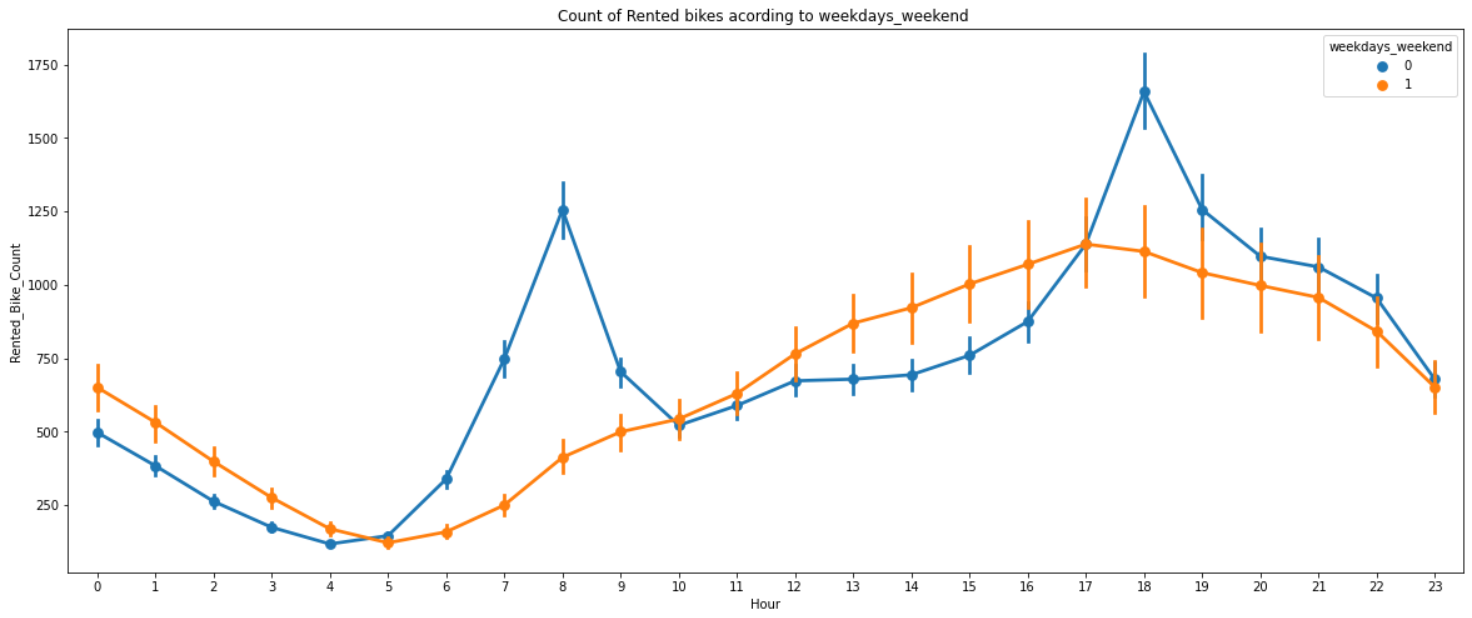 Count of Rented bikes acording to weekdays_weekend
weekdays_weekend
0
1
1750
1500
1250
1000
750
500
250
Rented_Bike_Count
0 1 2 3 4 5 6 7 8 9 10 11 12 13 14 15 16 17 18 19 20 21 22 23
Hour